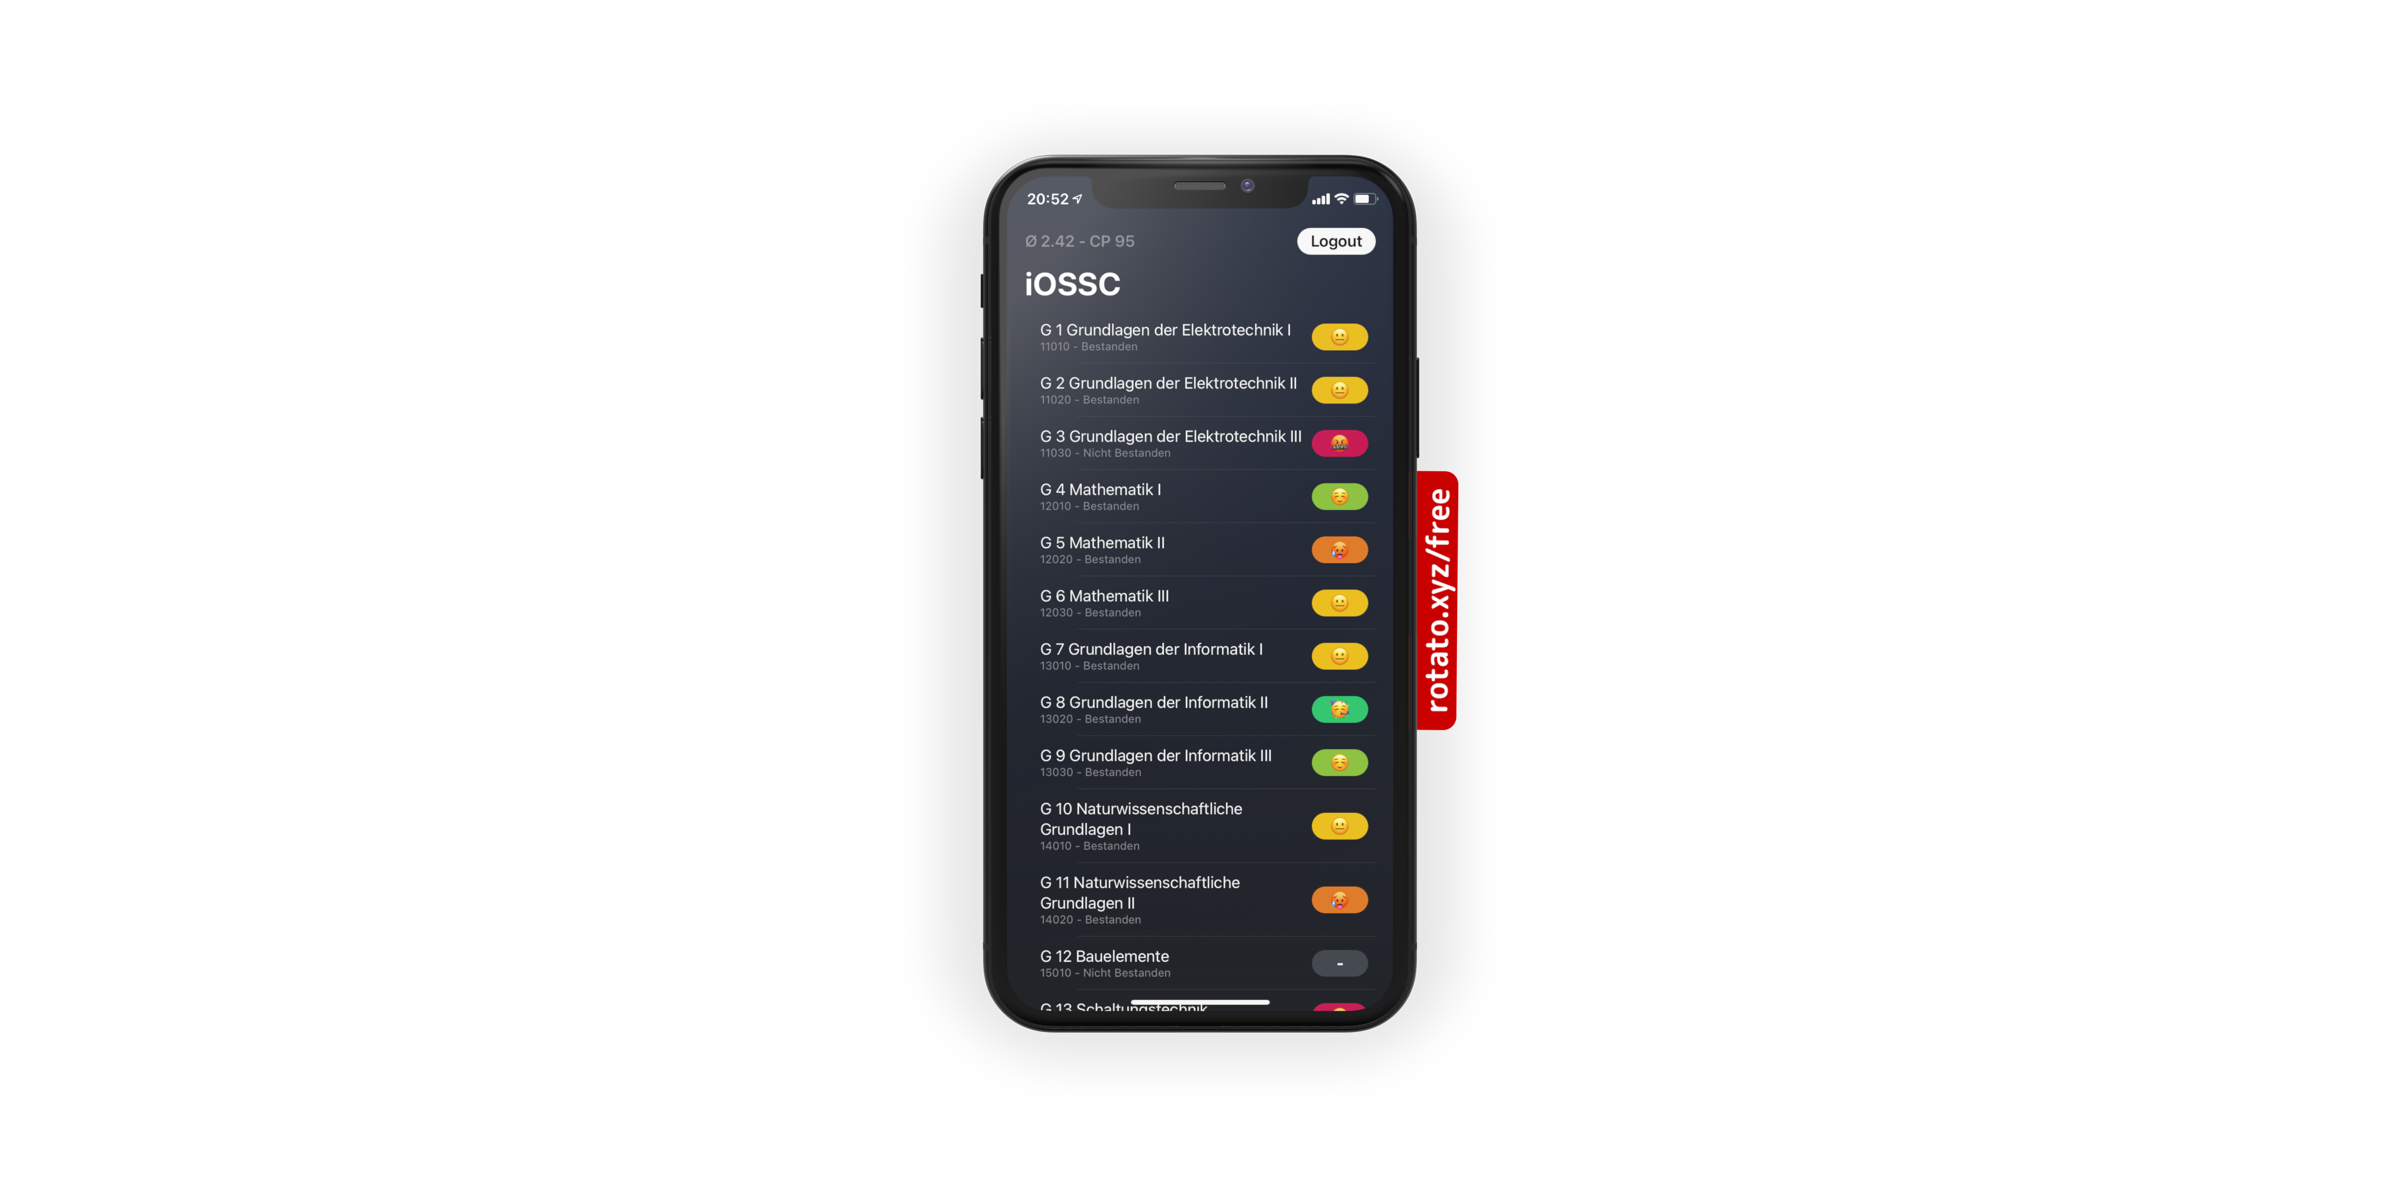 20:52
Ø 2.42 - CP 95
Logout
iOSSC
G 1 Grundlagen der Elektrotechnik I
11010 - Bestanden
G 2 Grundlagen der Elektrotechnik II
11020 - Bestanden
G 3 Grundlagen der Elektrotechnik III
11030 - Nicht Bestanden
G 4 Mathematik I
12010 - Bestanden
G 5 Mathematik II
12020 - Bestanden
G 6 Mathematik III
12030 - Bestanden
G 7 Grundlagen der Informatik I
13010 - Bestanden
G 8 Grundlagen der Informatik II
13020 - Bestanden
G 9 Grundlagen der Informatik III
13030 - Bestanden
G 10 Naturwissenschaftliche
Grundlagen I
14010 - Bestanden
G 11 Naturwissenschaftliche
Grundlagen II
14020 - Bestanden
G 12 Bauelemente
15010 - Nicht Bestanden
-
G 13 Schaltungstechnik
rotato.xyz/free